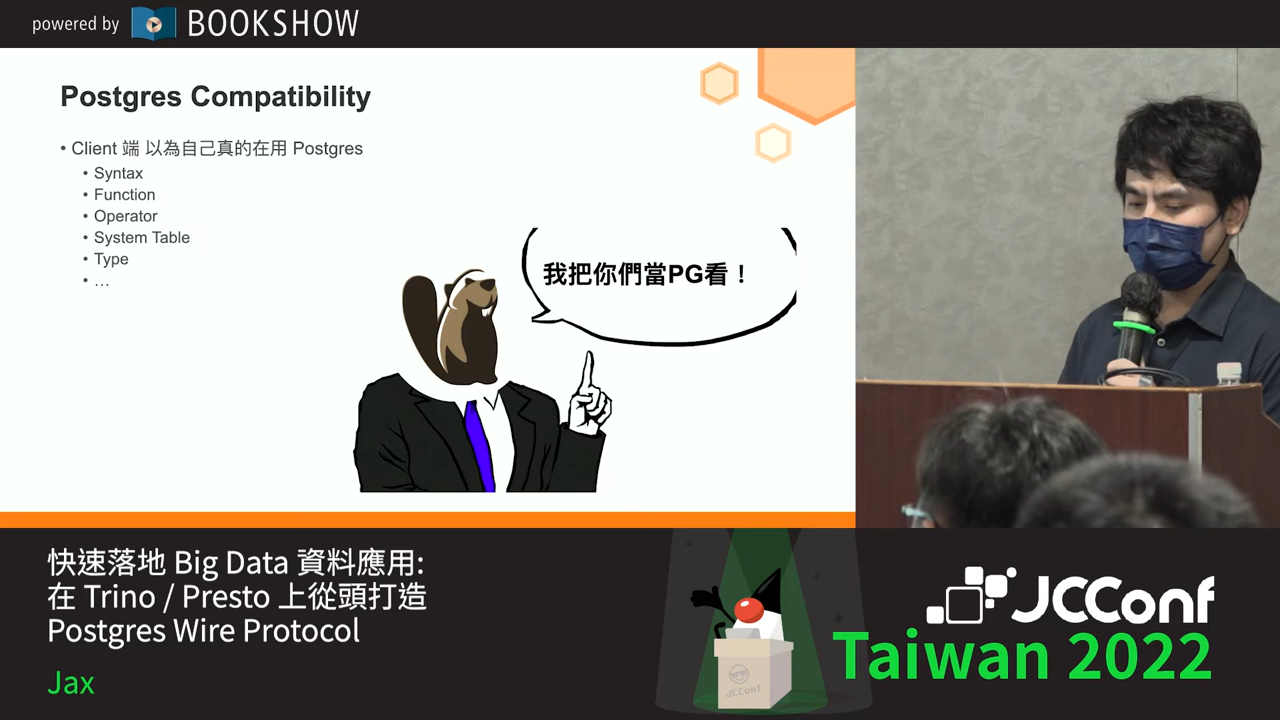 powered by BOOKSHOW
Postgres Compatibility
• Client 端 以為自己真的在用 Postgres
• Syntax
• Function
• Operator
• System Table
• Type
• …
我把你們當PG看！
快速落地 Big Data 資料應用:
在 Trino / Presto 上從頭打造
Postgres Wire Protocol
Jax
JCConf
JCConf
Taiwan 2022